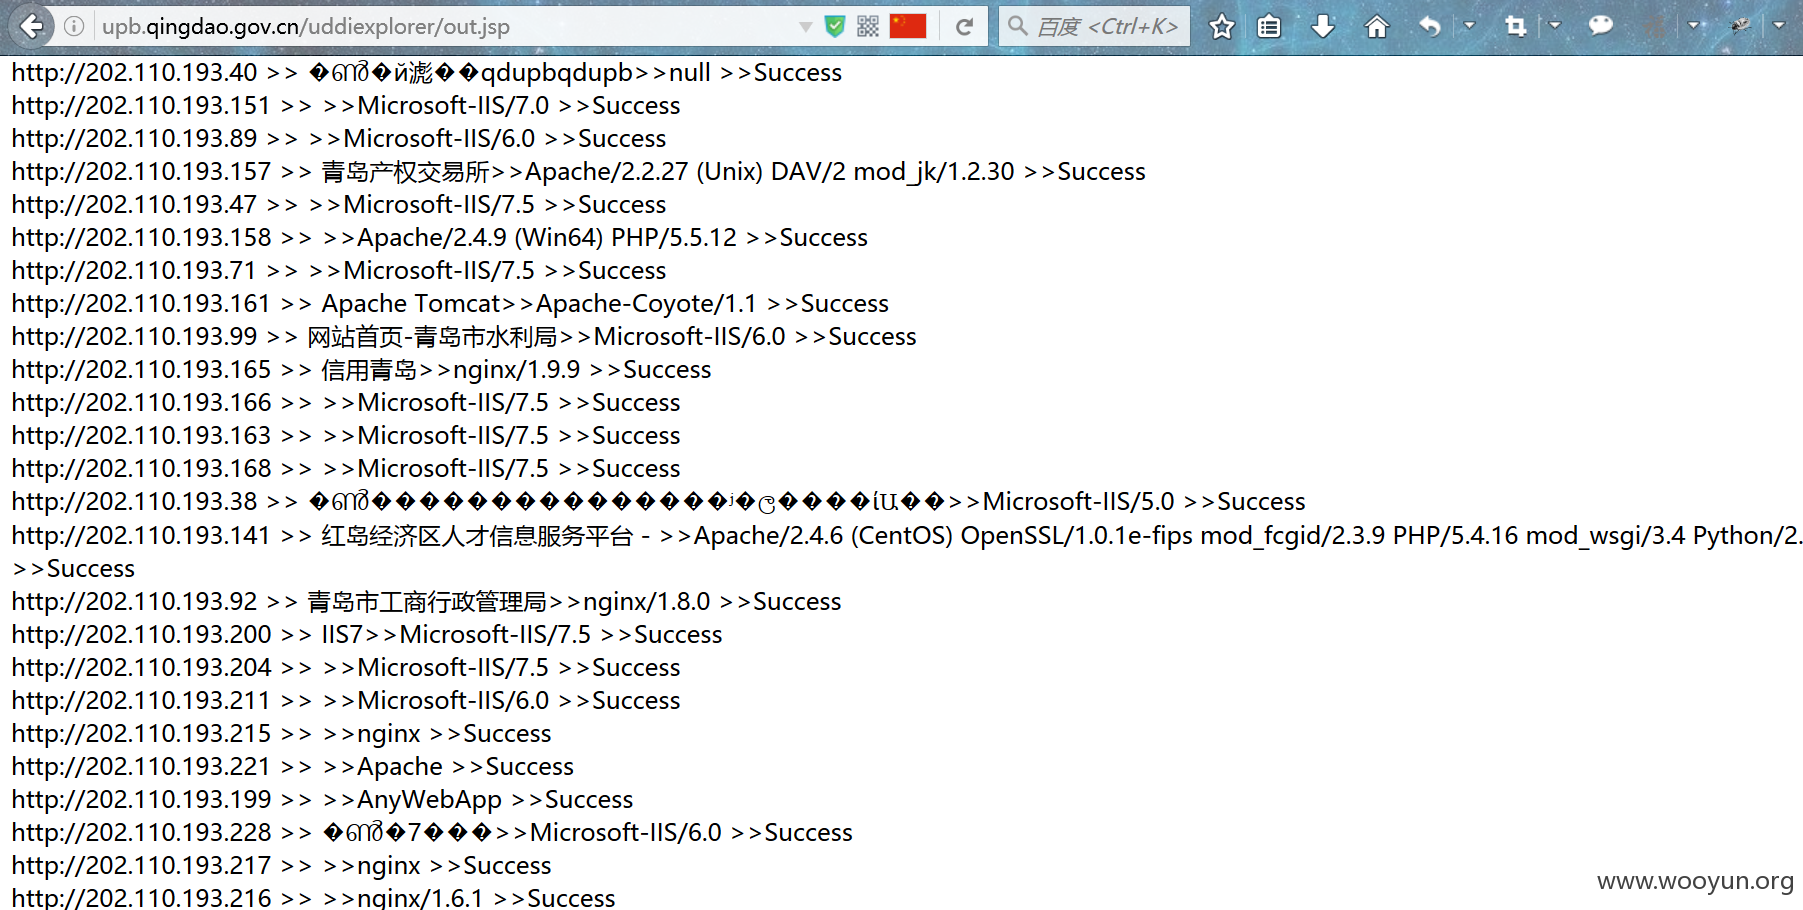 upb.qingdao.gov.cn/uddiexplorer/out.jsp
百度 <Ctrl+K>
http://202.110.193.40 >> �ൺ�й滮��qdupbqdupb>>null >>Success
http://202.110.193.151 >> >>Microsoft-IIS/7.0 >>Success
http://202.110.193.89 >> >>Microsoft-IIS/6.0 >>Success
http://202.110.193.157 >> 青岛产权交易所>>Apache/2.2.27 (Unix) DAV/2 mod_jk/1.2.30 >>Success
http://202.110.193.47 >> >>Microsoft-IIS/7.5 >>Success
http://202.110.193.158 >> >>Apache/2.4.9 (Win64) PHP/5.5.12 >>Success
http://202.110.193.71 >> >>Microsoft-IIS/7.5 >>Success
http://202.110.193.161 >> Apache Tomcat>>Apache-Coyote/1.1 >>Success
http://202.110.193.99 >> 网站首页-青岛市水利局>>Microsoft-IIS/6.0 >>Success
http://202.110.193.165 >> 信用青岛>>nginx/1.9.9 >>Success
http://202.110.193.166 >> >>Microsoft-IIS/7.5 >>Success
http://202.110.193.163 >> >>Microsoft-IIS/7.5 >>Success
http://202.110.193.168 >> >>Microsoft-IIS/7.5 >>Success
http://202.110.193.38 >> �ൺ��������������� >>Microsoft-IIS/5.0 >>Success
http://202.110.193.141 >> 红岛经济区人才信息服务平台 - >>Apache/2.4.6 (CentOS) OpenSSL/1.0.1e-fips mod_fcgid/2.3.9 PHP/5.4.16 mod_wsgi/3.4 Python/2.
>>Success
http://202.110.193.92 >> 青岛市工商行政管理局>>nginx/1.8.0 >>Success
http://202.110.193.200 >> IIS7>>Microsoft-IIS/7.5 >>Success
http://202.110.193.204 >> >>Microsoft-IIS/7.5 >>Success
http://202.110.193.211 >> >>Microsoft-IIS/6.0 >>Success
http://202.110.193.215 >> >>nginx >>Success
http://202.110.193.221 >> >>Apache >>Success
http://202.110.193.199 >> >>AnyWebApp >>Success
http://202.110.193.228 >> �ൺ�7���>>Microsoft-IIS/6.0 >>Success
http://202.110.193.217 >> >>nginx >>Success
http://202.110.193.216 >> >>nginx/1.6.1 >>Success
www.wooyun.org